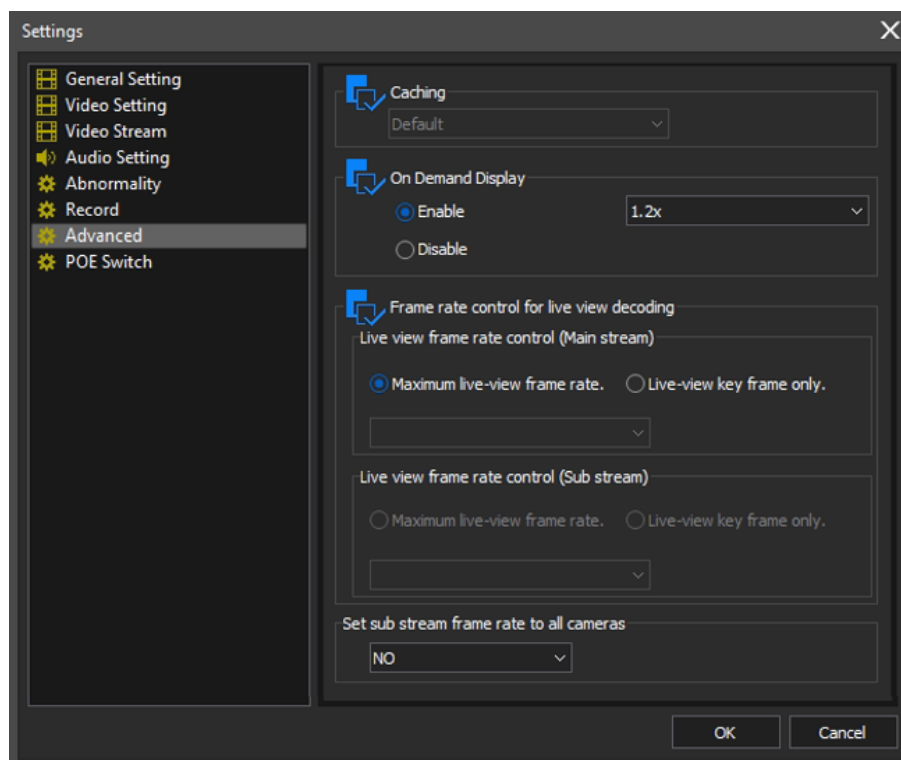 Settings
General Setting
Video Setting
Video Stream
Audio Setting
Abnormality
Record
Advanced
POE Switch
Caching
Default
On Demand Display
Enable
1.2x
Disable
Frame rate control for live view decoding
Live view frame rate control (Main stream)
Maximum live-view frame rate. Live-view key frame only.
Live view frame rate control (Sub stream)
Maximum live-view frame rate. Live-view key frame only.
Set sub stream frame rate to all cameras
NO
OK Cancel